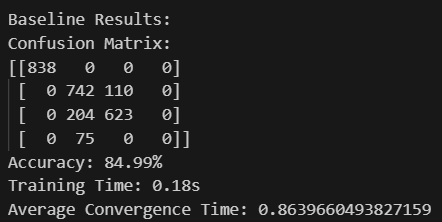 Baseline Results:
Confusion Matrix:
[[838   0   0   0]
 [  0 742 110   0]
 [  0 204 623   0]
 [  0  75   0   0]]
Accuracy: 84.99%
Training Time: 0.18s
Average Convergence Time: 0.8639660493827159